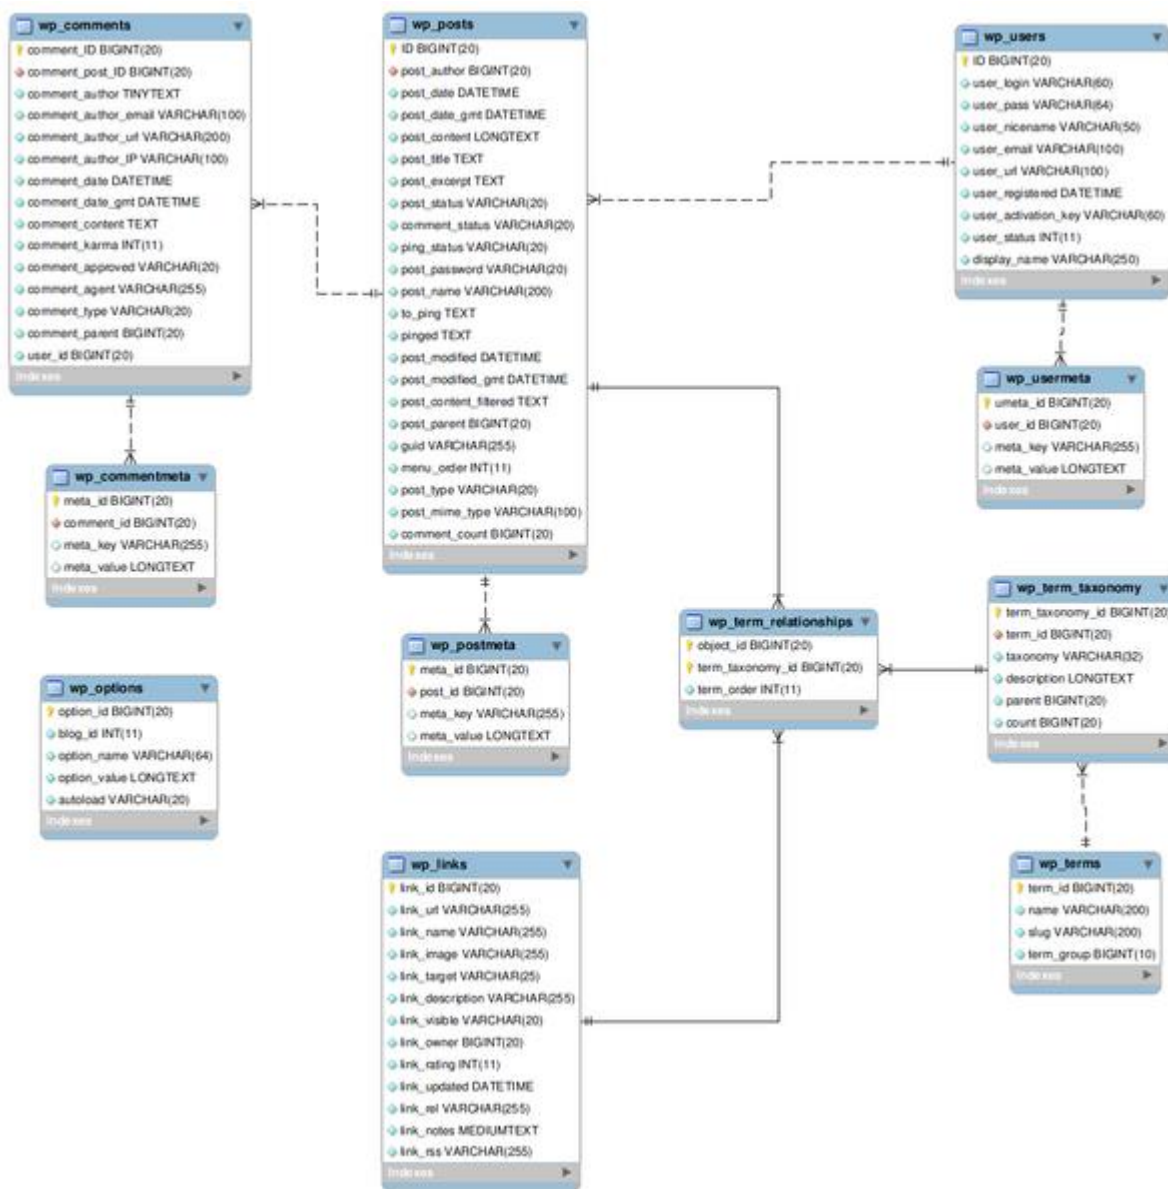 wp_comments
comment_ID BIGINT(20)
comment_post_ID BIGINT(20)
comment_author TINYTEXT
comment_author_email VARCHAR(100)
comment_author_url VARCHAR(200)
comment_author_IP VARCHAR(100)
comment_date DATETIME
comment_date_gmt DATETIME
comment_content TEXT
comment_karma INT(11)
comment_approved VARCHAR(20)
comment_agent VARCHAR(255)
comment_type VARCHAR(20)
comment_parent BIGINT(20)
user_id BIGINT(20)
Indexes
wp_posts
ID BIGINT(20)
post_author BIGINT(20)
post_date DATETIME
post_date_gmt DATETIME
post_content LONGTEXT
post_title TEXT
post_excerpt TEXT
post_status VARCHAR(20)
comment_status VARCHAR(20)
ping_status VARCHAR(20)
post_password VARCHAR(20)
post_name VARCHAR(200)
to_ping TEXT
pinged TEXT
post_modified DATETIME
post_modified_gmt DATETIME
post_content_filtered TEXT
post_parent BIGINT(20)
guid VARCHAR(255)
menu_order INT(11)
post_type VARCHAR(20)
post_mime_type VARCHAR(100)
comment_count BIGINT(20)
Indexes
wp_users
ID BIGINT(20)
user_login VARCHAR(60)
user_pass VARCHAR(64)
user_nicename VARCHAR(50)
user_email VARCHAR(100)
user_url VARCHAR(100)
user_registered DATETIME
user_activation_key VARCHAR(60)
user_status INT(11)
display_name VARCHAR(250)
Indexes
wp_usermeta
umeta_id BIGINT(20)
user_id BIGINT(20)
meta_key VARCHAR(255)
meta_value LONGTEXT
Indexes
wp_commentmeta
meta_id BIGINT(20)
comment_id BIGINT(20)
meta_key VARCHAR(255)
meta_value LONGTEXT
Indexes
wp_postmeta
meta_id BIGINT(20)
post_id BIGINT(20)
meta_key VARCHAR(255)
meta_value LONGTEXT
Indexes
wp_term_relationships
object_id BIGINT(20)
term_taxonomy_id BIGINT(20)
term_order INT(11)
Indexes
wp_term_taxonomy
term_taxonomy_id BIGINT(20
term_id BIGINT(20)
taxonomy VARCHAR(32)
description LONGTEXT
parent BIGINT(20)
count BIGINT(20)
Indexes
wp_options
option_id BIGINT(20)
blog_id INT(11)
option_name VARCHAR(64)
option_value LONGTEXT
autoload VARCHAR(20)
Indexes
wp_links
link_id BIGINT(20)
link_url VARCHAR(255)
link_name VARCHAR(255)
link_image VARCHAR(255)
link_target VARCHAR(25)
link_description VARCHAR(255)
link_visible VARCHAR(20)
link_owner BIGINT(20)
link_rating INT(11)
link_updated DATETIME
link_rel VARCHAR(255)
link_notes MEDIUMTEXT
link_rss VARCHAR(255)
Indexes
wp_terms
term_id BIGINT(20)
name VARCHAR(200)
slug VARCHAR(200)
term_group BIGINT(10)
Indexes